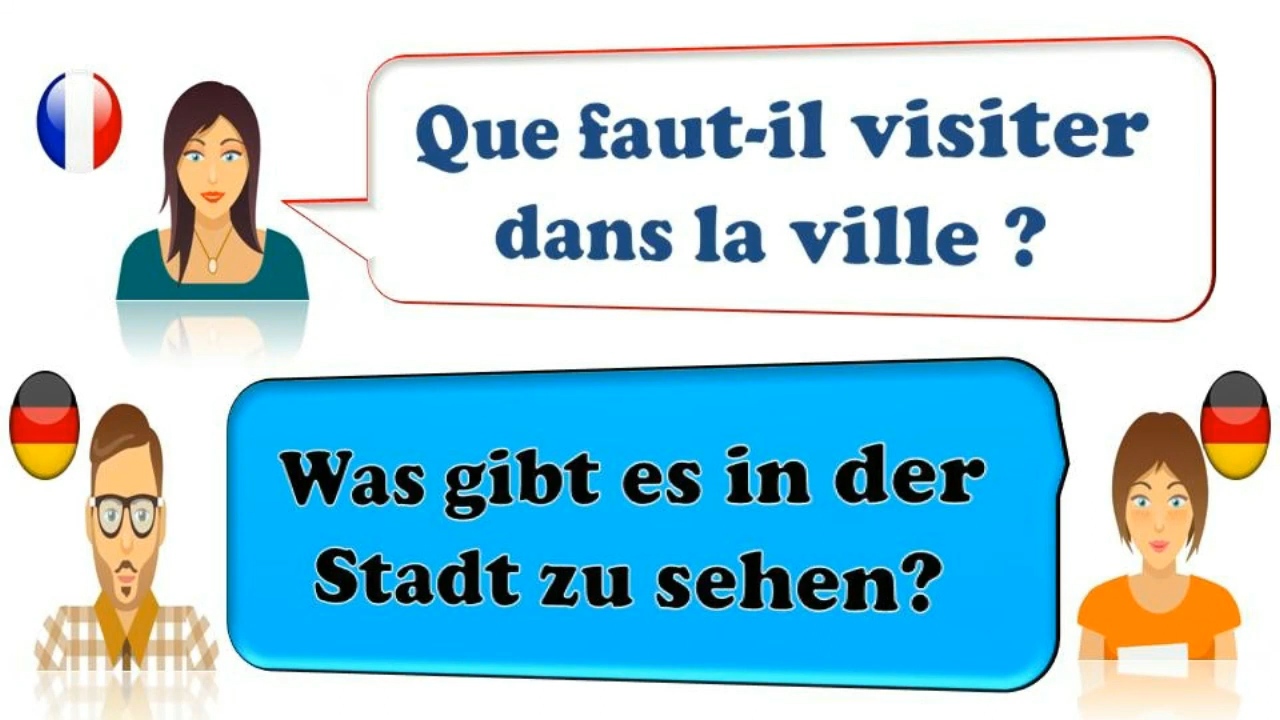 Que faut-il visiter
dans la ville ?
Was gibt es in der
Stadt zu sehen?